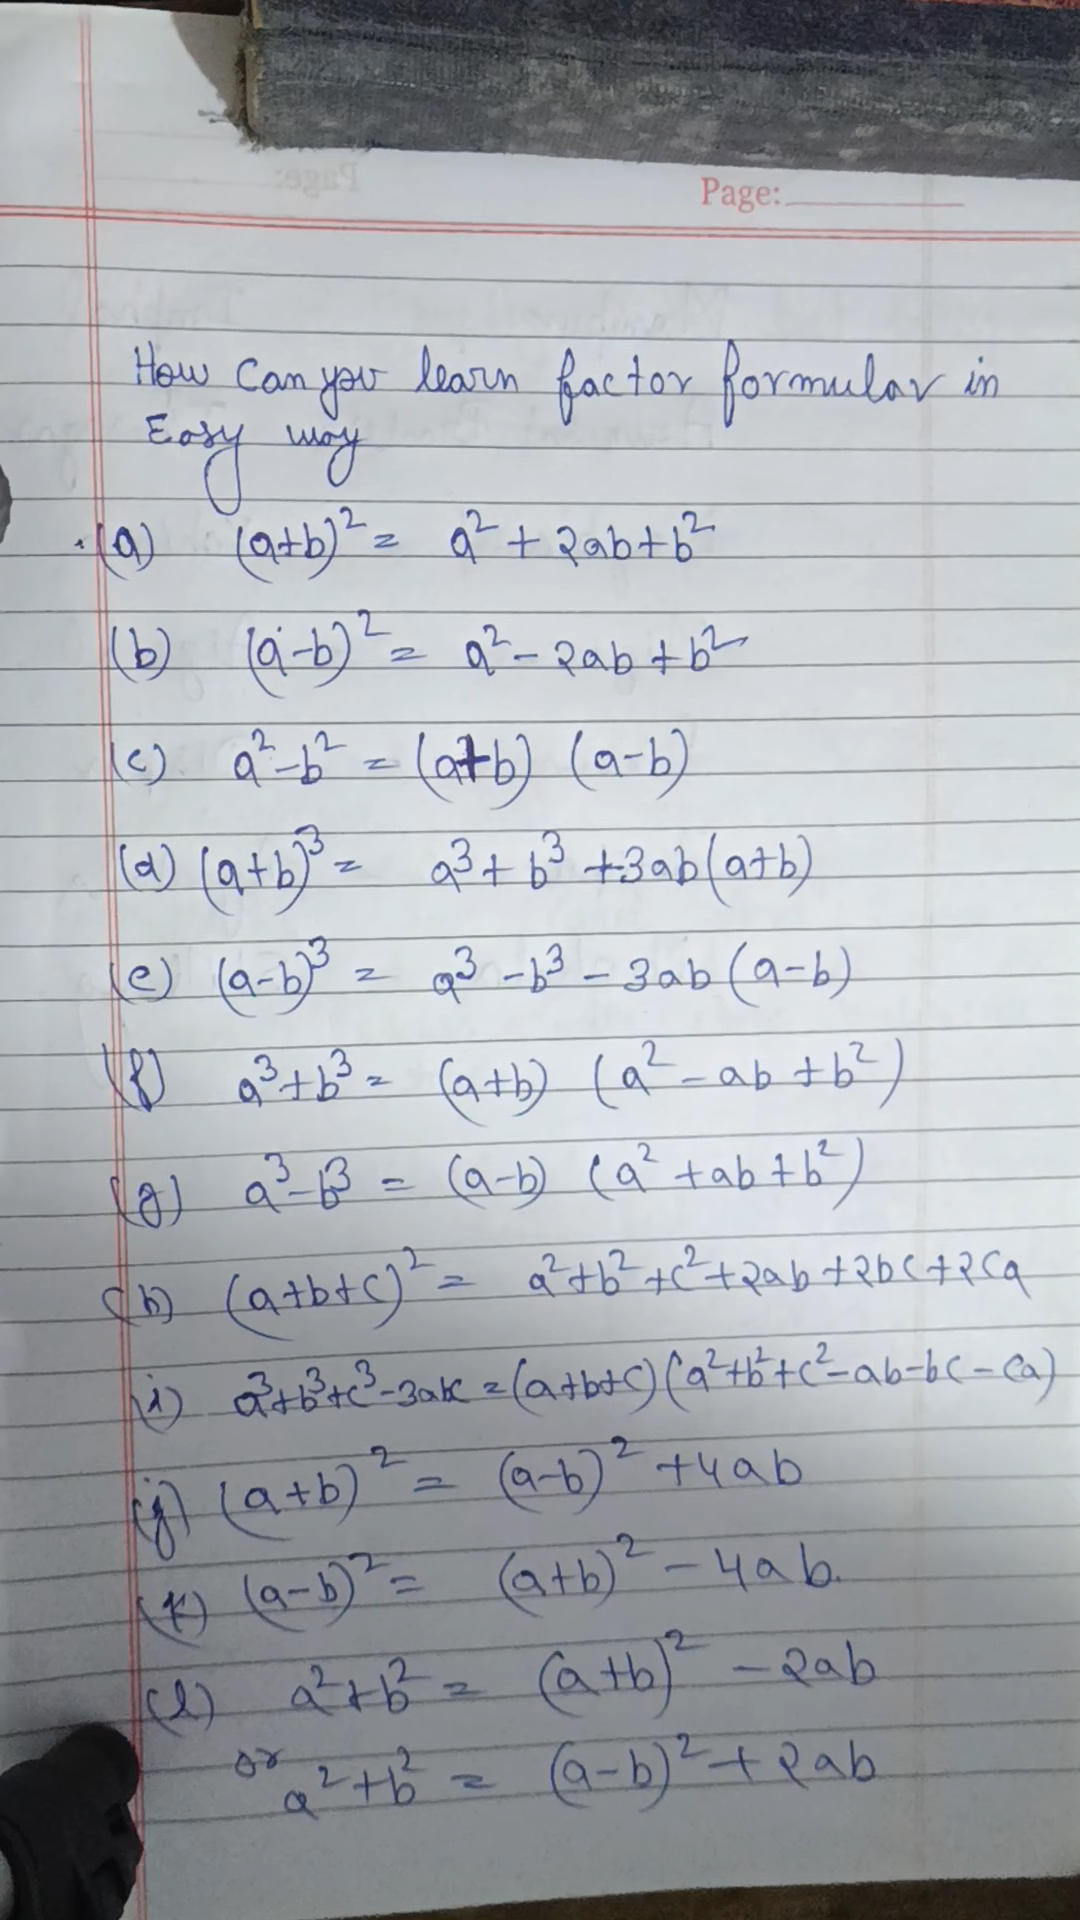 Page:
How can you learn factor formular in
Easy way
(a) (a+b)² = a² + 2ab + b²
(b) (a-b)² = a² - 2ab + b²
(c) a² - b² = (a+b) (a-b)
(d) (a+b)³ = a³ + b³ + 3ab (a+b)
(e) (a-b)³ = a³ - b³ - 3ab (a-b)
(f) a³ + b³ = (a+b) (a² - ab + b²)
(g) a³ - b³ = (a-b) (a² + ab + b²)
(h) (a+b+c)² = a² + b² + c² + 2ab + 2bc + 2ca
(i) a³ + b³ + c³ - 3abc = (a+b+c) (a² + b² + c² - ab - bc - ca)
(j) (a+b)² = (a-b)² + 4ab
(k) (a-b)² = (a+b)² - 4ab.
(l) a² + b² = (a+b)² - 2ab
or a² + b² = (a-b)² + 2ab